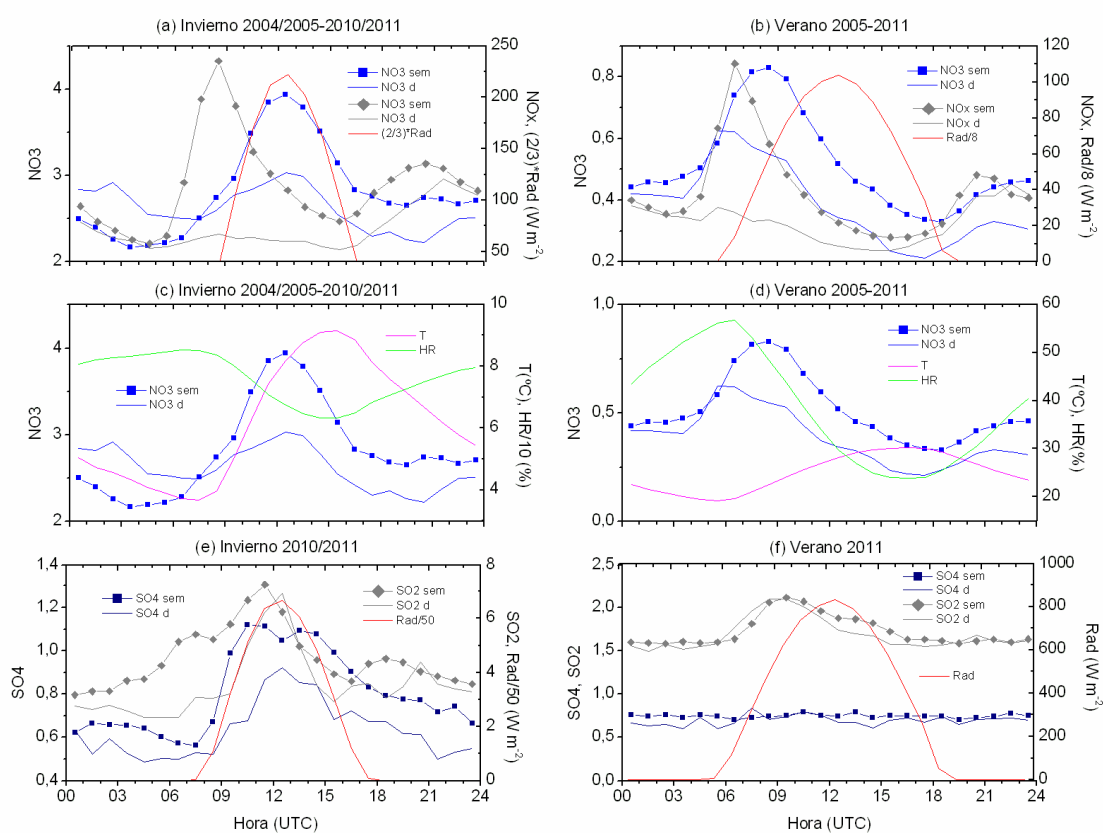 (a) Invierno 2004/2005-2010/2011
NO3
4
3
2
NO3 sem
NO3 d
NO3 sem
NO3 d
(2/3)*Rad
250
200
150
100
50
NOx, (2/3)*Rad (W m-2)
(b) Verano 2005-2011
NO3
0,8
0,6
0,4
0,2
NO3 sem
NO3 d
NOx sem
NOx d
Rad/8
120
100
80
60
40
20
0
NOx, Rad/8 (W m-2)
(c) Invierno 2004/2005-2010/2011
NO3
4
3
2
NO3 sem
NO3 d
T
HR
10
8
6
4
T(ºC), HR/10 (%)
(d) Verano 2005-2011
NO3
1,0
0,5
0,0
NO3 sem
NO3 d
T
HR
60
50
40
30
20
T(ºC), HR(%)
(e) Invierno 2010/2011
SO4
1,4
1,2
1,0
0,8
0,6
0,4
SO4 sem
SO4 d
SO2 sem
SO2 d
Rad/50
8
6
4
2
0
SO2, Rad/50 (W m-2)
00 03 06 09 12 15 18 21 24
Hora (UTC)
(f) Verano 2011
SO4, SO2
2,5
2,0
1,5
1,0
0,5
0,0
SO4 sem
SO4 d
SO2 sem
SO2 d
Rad
1000
800
600
400
200
0
Rad (W m-2)
00 03 06 09 12 15 18 21 24
Hora (UTC)